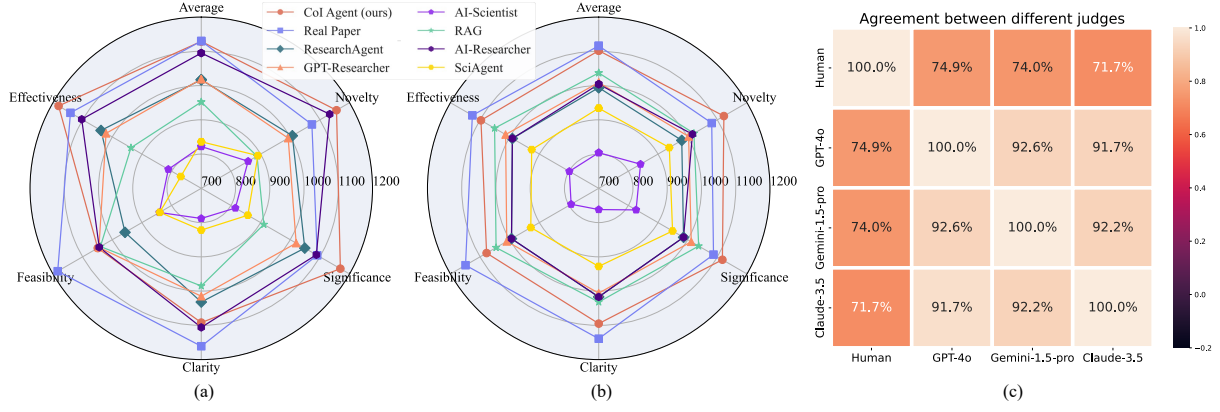 Average
Effectiveness
Novelty
700 800 900 1000 1100 1200
Feasibility
Significance
Clarity
(a)
CoI Agent (ours)
Real Paper
ResearchAgent
GPT-Researcher
AI-Scientist
RAG
AI-Researcher
SciAgent
Average
Effectiveness
Novelty
700 800 900 1000 1100 1200
Feasibility
Significance
Clarity
(b)
Agreement between different judges
Human 100.0% 74.9% 74.0% 71.7%
GPT-4o 74.9% 100.0% 92.6% 91.7%
Gemini-1.5-pro 74.0% 92.6% 100.0% 92.2%
Claude-3.5 71.7% 91.7% 92.2% 100.0%
Human GPT-4o Gemini-1.5-pro Claude-3.5
1.0
0.8
0.6
0.4
0.2
0.0
-0.2
(c)